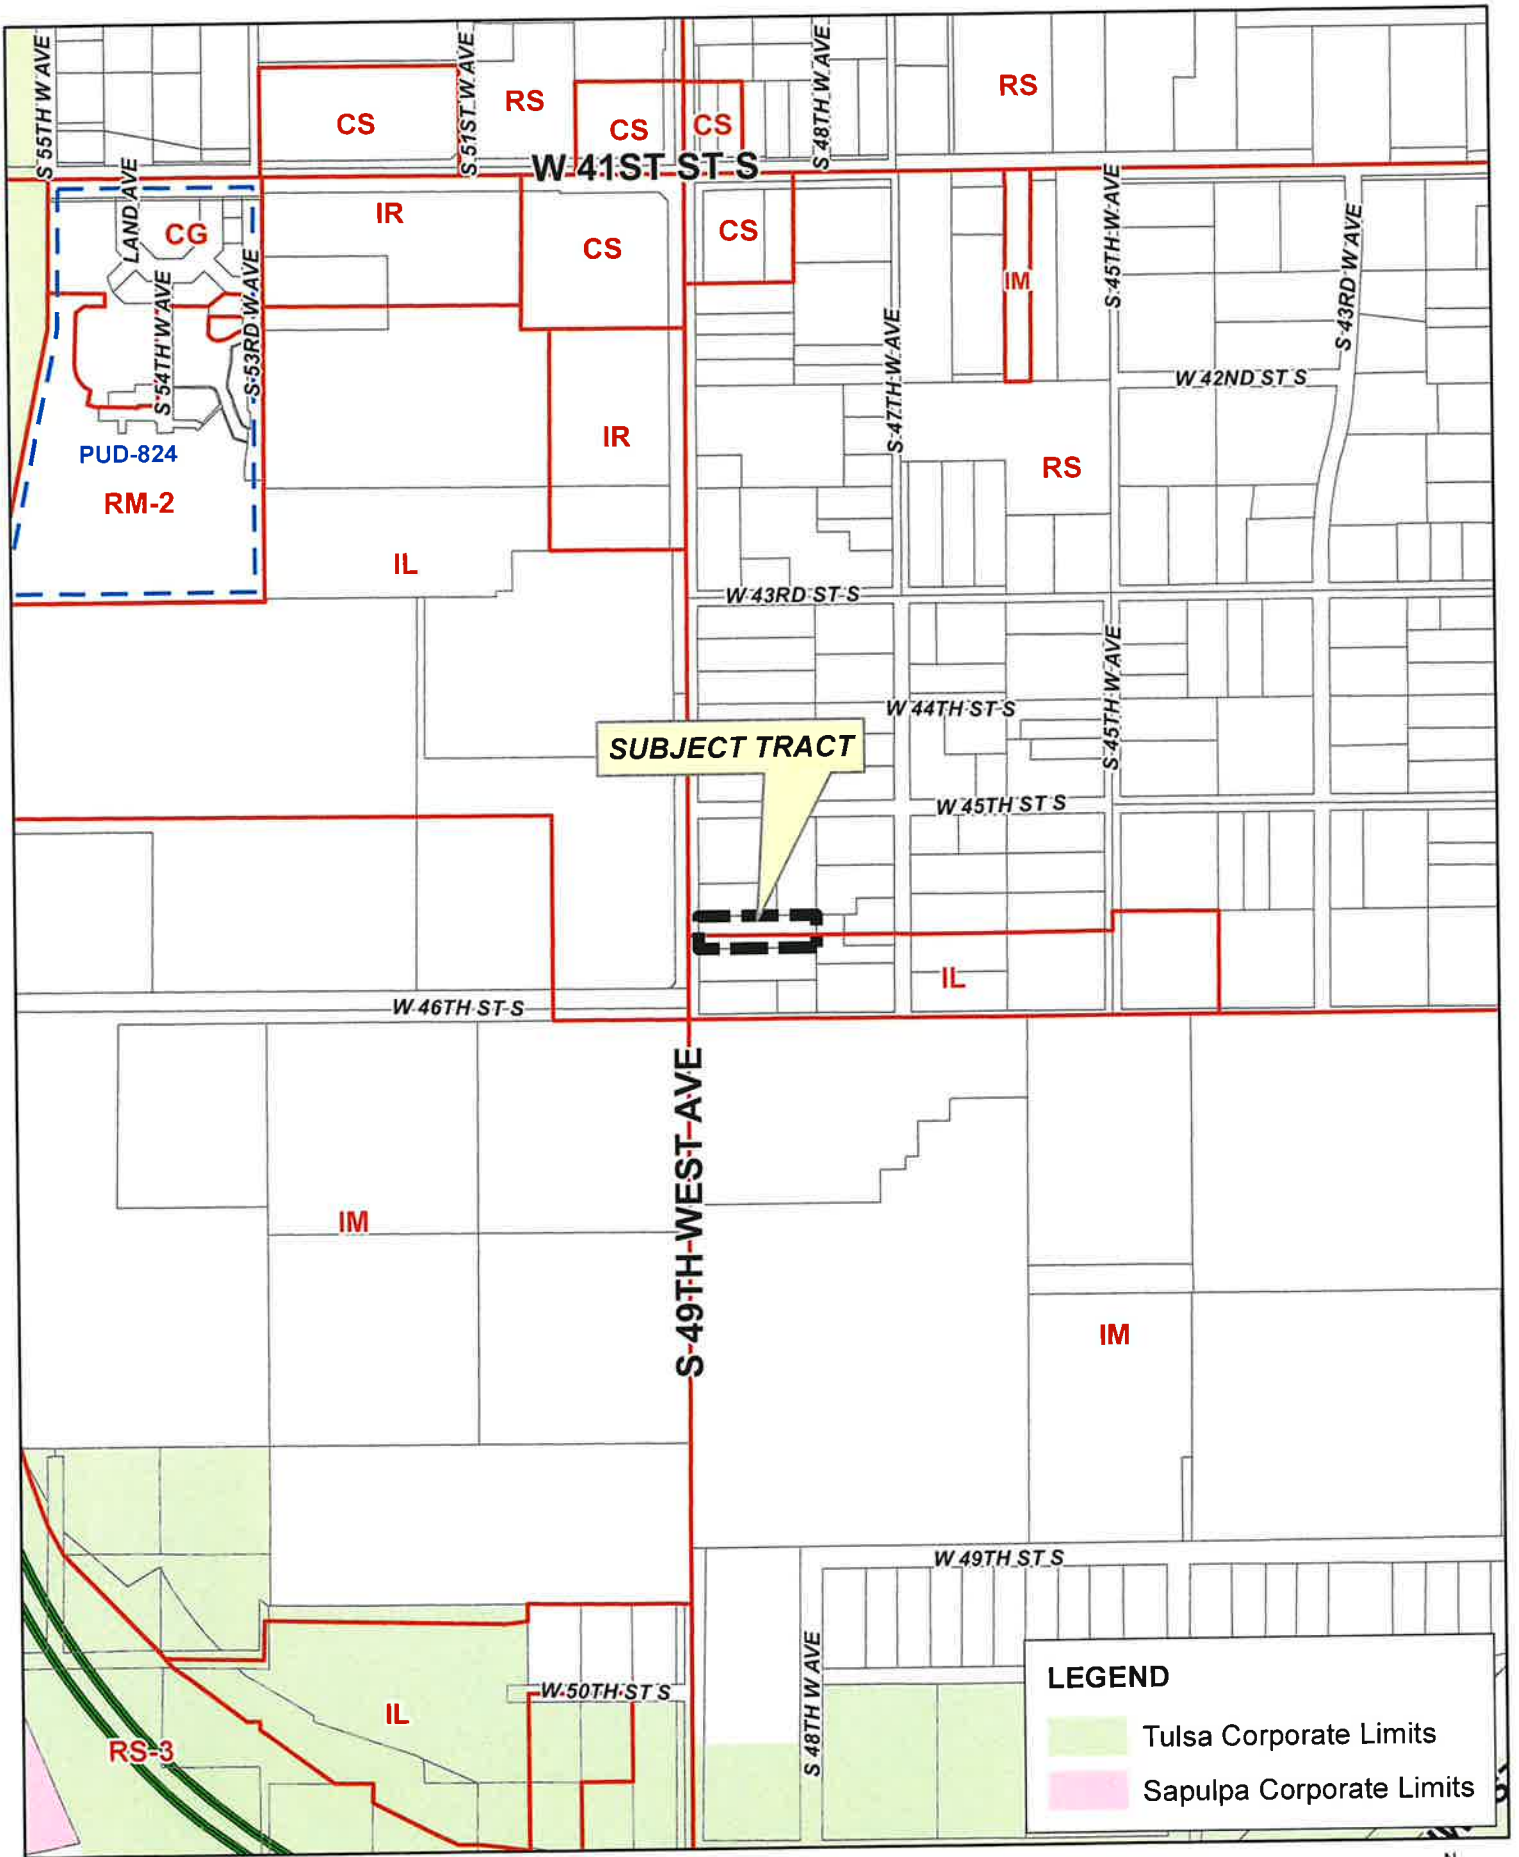 S 55TH W AVE
S 51ST W AVE
S 48TH W AVE
CS
RS
CS
CS
RS
W 41ST ST S
LAND AVE
CG
IR
CS
CS
IM
S 45TH W AVE
S 43RD W AVE
S 54TH W AVE
S 53RD W AVE
S 47TH W AVE
W 42ND ST S
PUD-824
RM-2
IR
RS
IL
W 43RD ST S
W 44TH ST S
S 45TH W AVE
SUBJECT TRACT
W 45TH ST S
IL
W 46TH ST S
S 49TH WEST AVE
IM
IM
W 49TH ST S
W 50TH ST S
S 48TH W AVE
IL
RS-3
LEGEND
Tulsa Corporate Limits
Sapulpa Corporate Limits
N